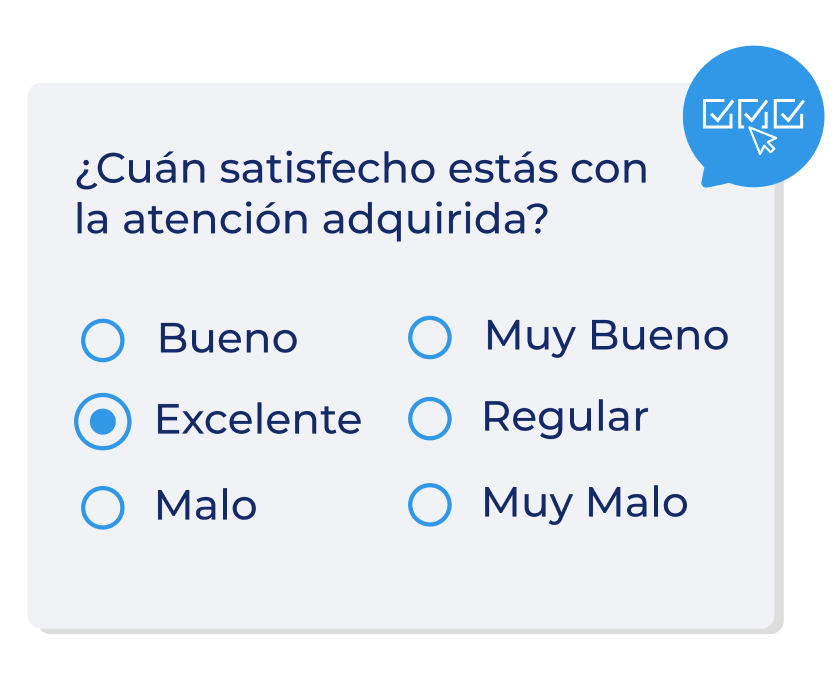 ¿Cuán satisfecho estás con
la atención adquirida?
Bueno
Muy Bueno
Excelente
Regular
Malo
Muy Malo